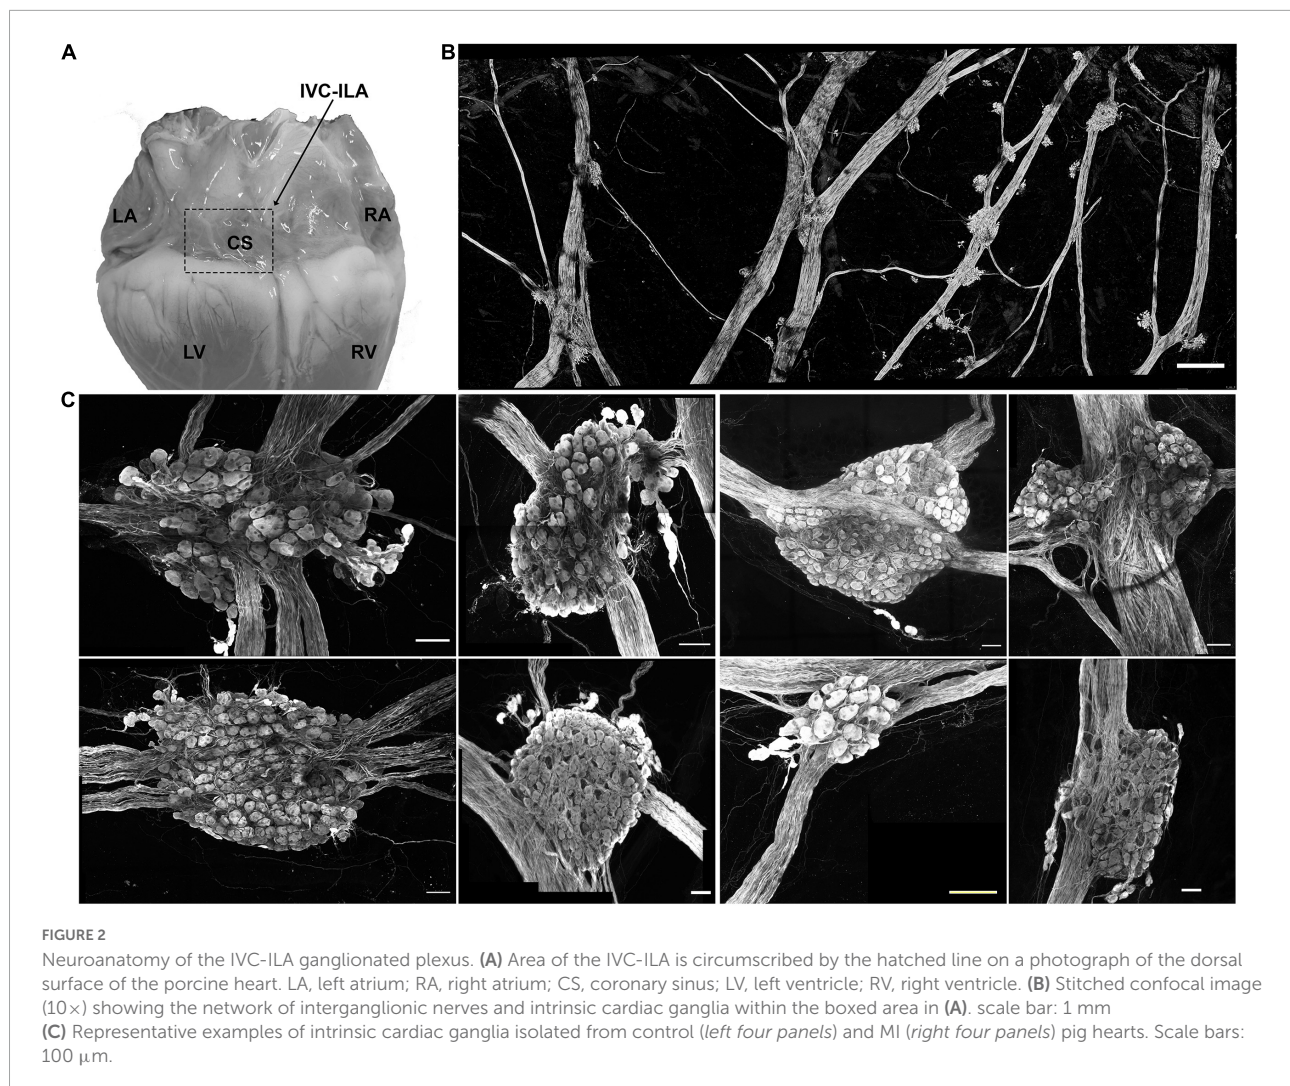 A
B
IVC-ILA
LA
RA
CS
LV
RV
C
FIGURE 2
Neuroanatomy of the IVC-ILA ganglionated plexus. (A) Area of the IVC-ILA is circumscribed by the hatched line on a photograph of the dorsal
surface of the porcine heart. LA, left atrium; RA, right atrium; CS, coronary sinus; LV, left ventricle; RV, right ventricle. (B) Stitched confocal image
(10×) showing the network of interganglionic nerves and intrinsic cardiac ganglia within the boxed area in (A). scale bar: 1 mm
(C) Representative examples of intrinsic cardiac ganglia isolated from control (left four panels) and MI (right four panels) pig hearts. Scale bars:
100 μm.